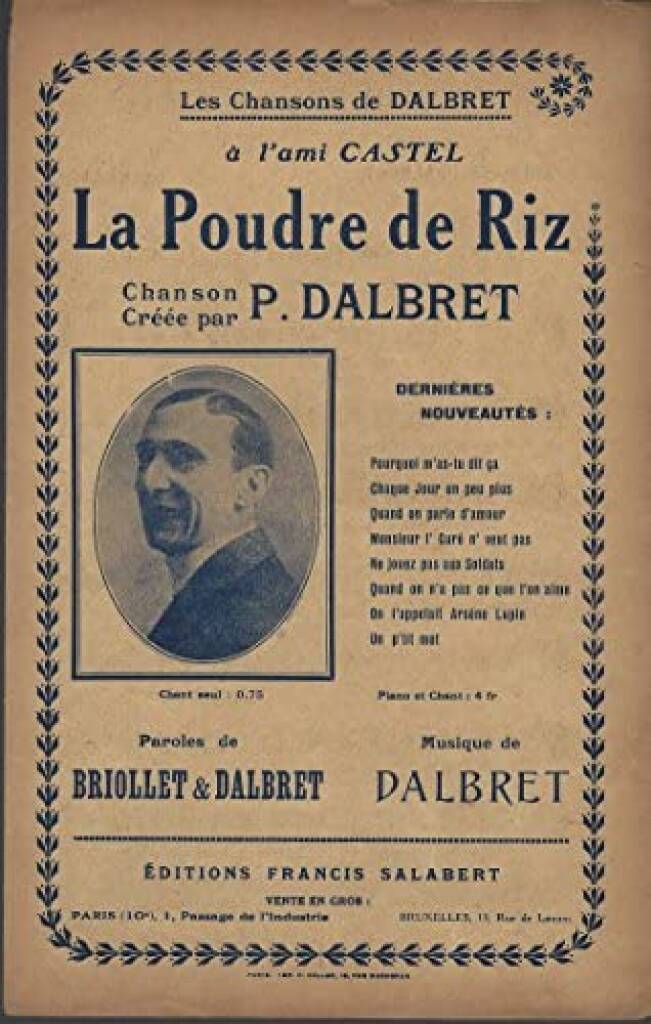 Les Chansons de DALBRET
à l'ami CASTEL
La Poudre de Riz
Chanson
Créée par P. DALBRET
DERNIÈRES
NOUVEAUTÉS :
Pourquoi m'as-tu dit ça
Chaque Jour un peu plus
Quand on parle d'amour
Monsieur l' Curé n' veut pas
Ne jouez pas aux Soldats
Quand on n'a pas ce que l'on aime
On l'appelait Arsène Lupin
Un p'tit mot
Chant seul : 0.75
Piano et Chant : 4 fr
Paroles de
BRIOLLET & DALBRET
Musique de
DALBRET
ÉDITIONS FRANCIS SALABERT
VENTE EN GROS :
PARIS (10ᵉ), 1, Passage de l'Industrie
BRUXELLES, Rue de
PARIS